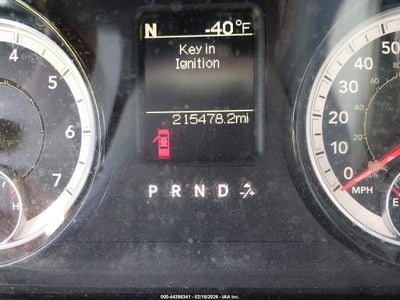 N -40°F
Key in
Ignition
215478.2mi
P R N D
4
5
6
7
H
50
40
30
20
10
0
MPH
E
000-44398341 - 02/18/2026 - IAA Inc.